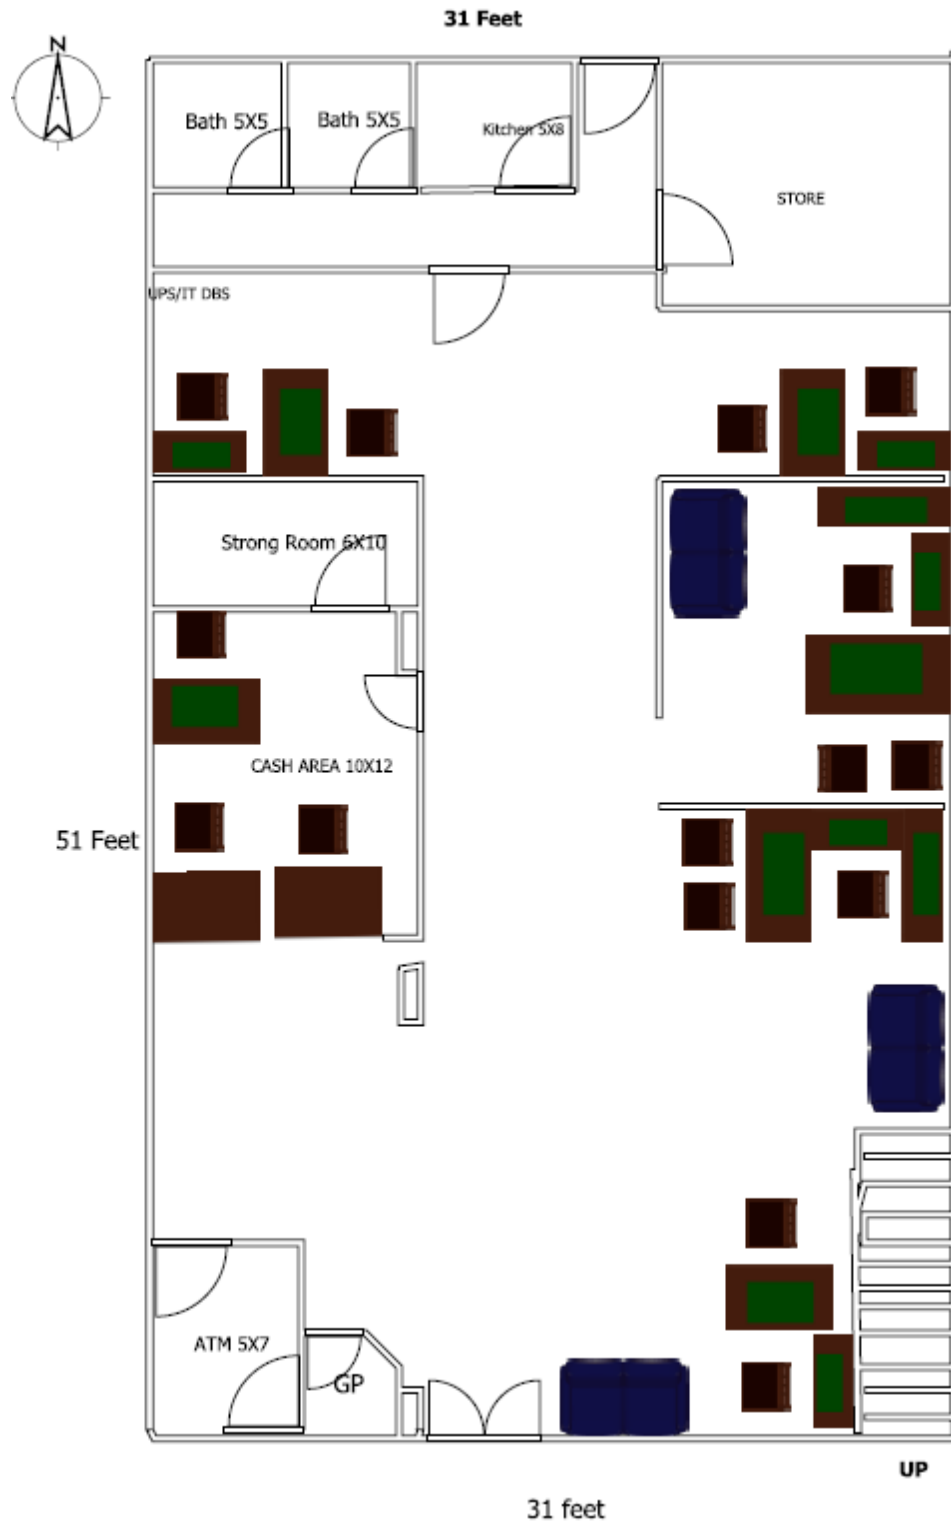 31 Feet
N
Bath 5X5
Bath 5X5
Kitchen 5X8
STORE
UPS/IT DBS
Strong Room 6X10
CASH AREA 10X12
51 Feet
ATM 5X7
GP
UP
31 feet